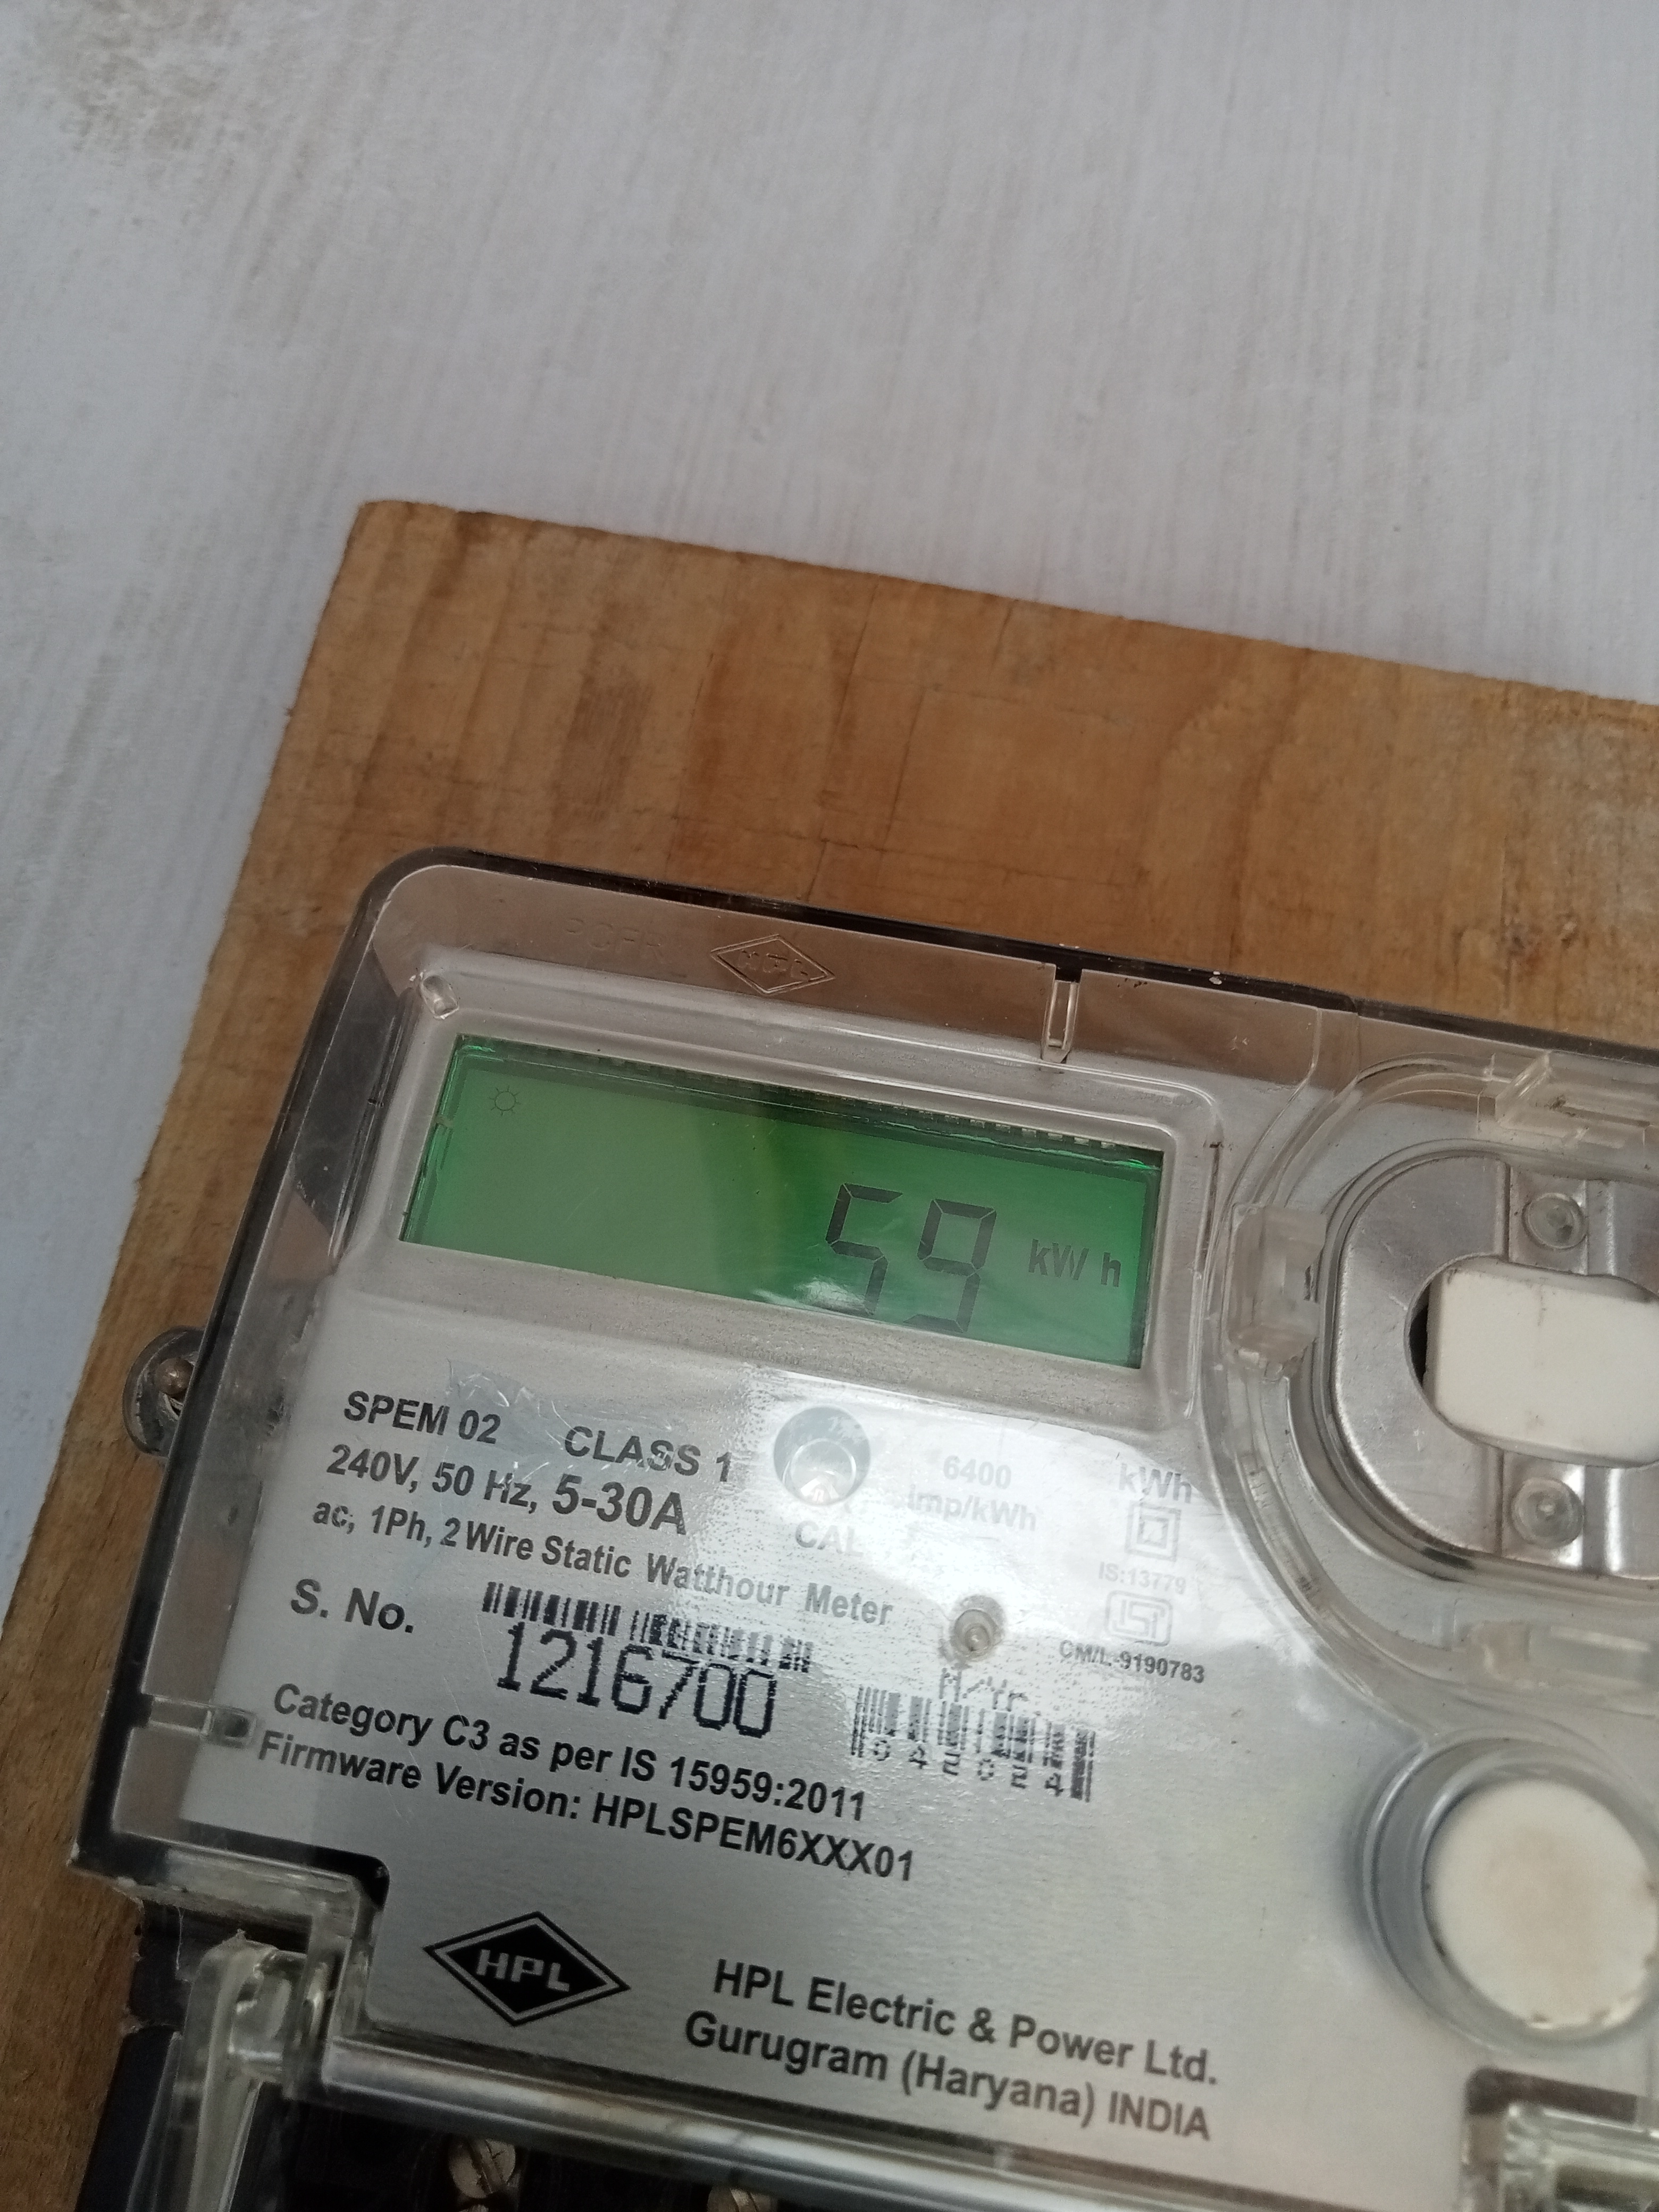 59 kW h
SPEM 02 CLASS 1
240V, 50 Hz, 5-30A
ac, 1Ph, 2 Wire Static Watthour Meter
CAL
6400
imp/kWh
kWh
IS:13779
CM/L-9190783
S. No.
1216700
M/Yr.
042024
Category C3 as per IS 15959:2011
Firmware Version: HPLSPEM6XXX01
HPL
HPL Electric & Power Ltd.
Gurugram (Haryana) INDIA